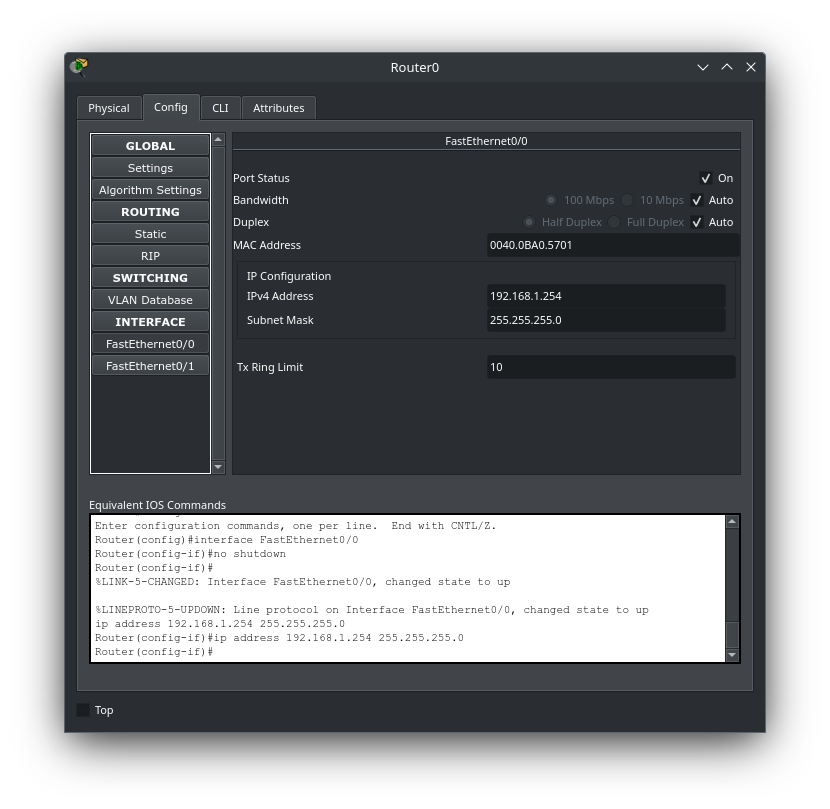 Router0
Physical Config CLI Attributes
GLOBAL
Settings
Algorithm Settings
ROUTING
Static
RIP
SWITCHING
VLAN Database
INTERFACE
FastEthernet0/0
FastEthernet0/1
FastEthernet0/0
Port Status On
Bandwidth 100 Mbps 10 Mbps Auto
Duplex Half Duplex Full Duplex Auto
MAC Address 0040.0BA0.5701
IP Configuration
IPv4 Address 192.168.1.254
Subnet Mask 255.255.255.0
Tx Ring Limit 10
Equivalent IOS Commands
Enter configuration commands, one per line.  End with CNTL/Z.
Router(config)#interface FastEthernet0/0
Router(config-if)#no shutdown
Router(config-if)#
%LINK-5-CHANGED: Interface FastEthernet0/0, changed state to up
%LINEPROTO-5-UPDOWN: Line protocol on Interface FastEthernet0/0, changed state to up
ip address 192.168.1.254 255.255.255.0
Router(config-if)#ip address 192.168.1.254 255.255.255.0
Router(config-if)#
Top